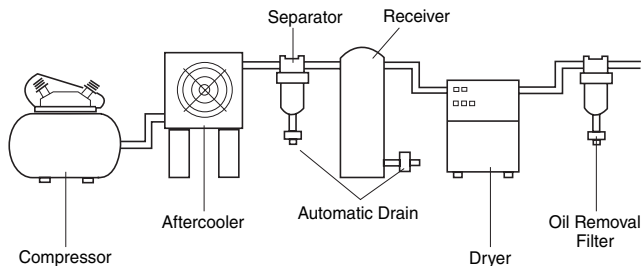 Separator
Receiver
Aftercooler
Automatic Drain
Oil Removal
Filter
Compressor
Dryer